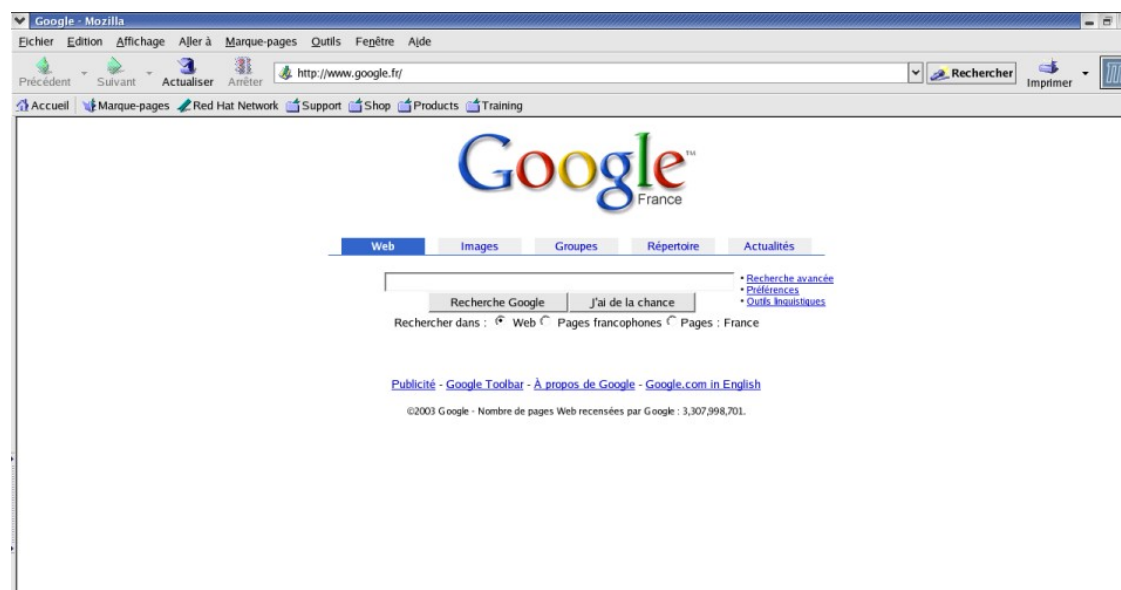 Google - Mozilla
Fichier Edition Affichage Aller à Marque-pages Outils Fenêtre Aide
Précédent Suivant Actualiser Arrêter http://www.google.fr/ Rechercher Imprimer
Accueil Marque-pages Red Hat Network Support Shop Products Training
Google™
France
Web Images Groupes Répertoire Actualités
• Recherche avancée
• Préférences
• Outils linguistiques
Recherche Google J'ai de la chance
Rechercher dans : Web Pages francophones Pages : France
Publicité - Google Toolbar - À propos de Google - Google.com in English
©2003 Google - Nombre de pages Web recensées par Google : 3,307,998,701.